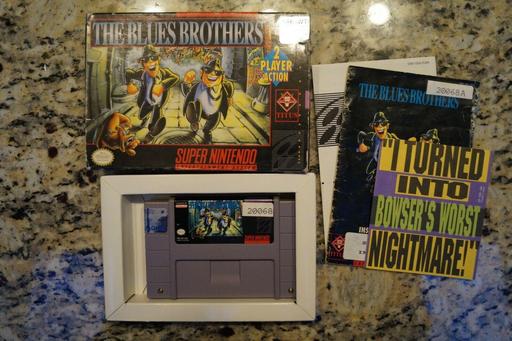 THE BLUES BROTHERS
2
PLAYER
ACTION
TITUS
SUPER NINTENDO
ENTERTAINMENT SYSTEM
20068
20068A
THE BLUES BROTHERS
"I TURNED
INTO
BOWSER'S WORST
NIGHTMARE!"